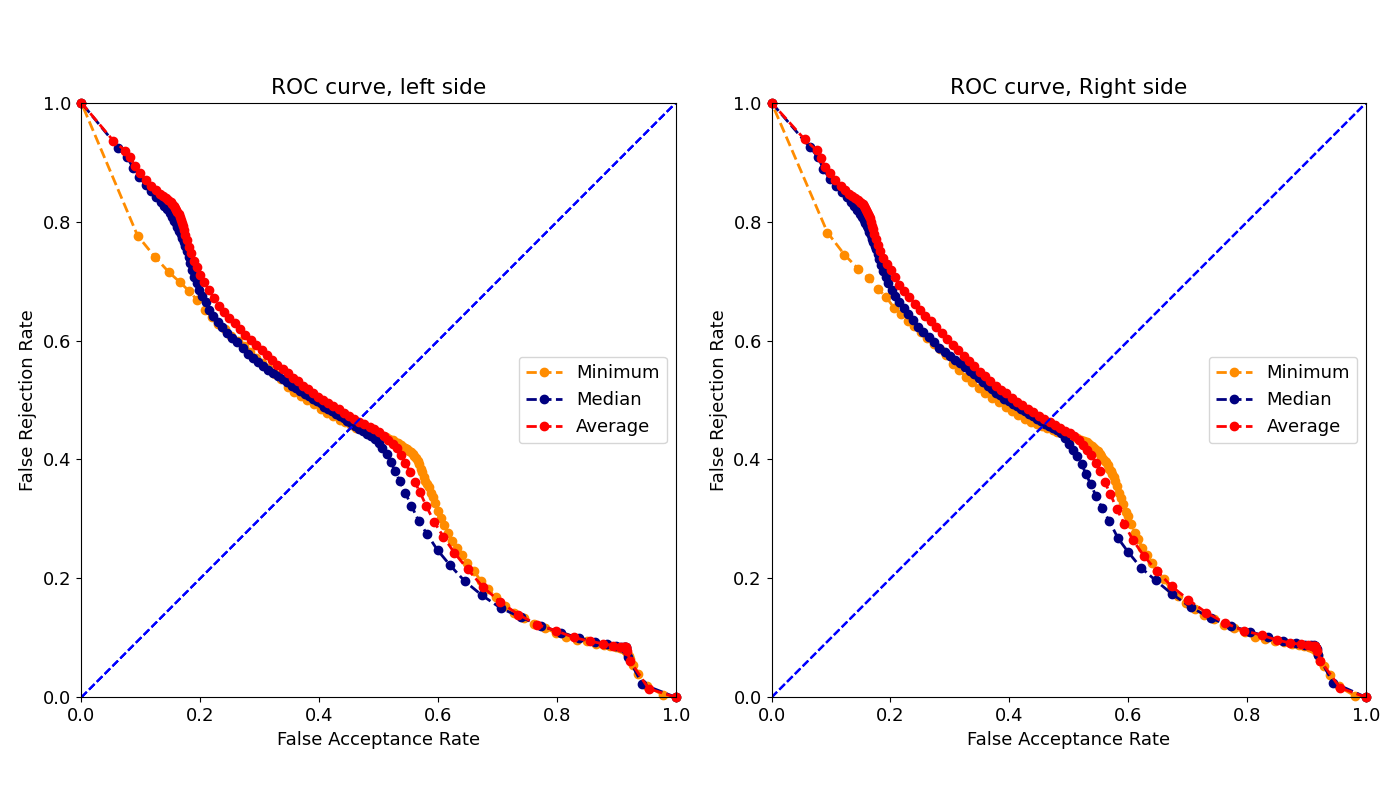 ROC curve, left side
1.0
0.8
0.6
0.4
0.2
0.0
False Rejection Rate
Minimum
Median
Average
0.0 0.2 0.4 0.6 0.8 1.0
False Acceptance Rate
ROC curve, Right side
1.0
0.8
0.6
0.4
0.2
0.0
False Rejection Rate
Minimum
Median
Average
0.0 0.2 0.4 0.6 0.8 1.0
False Acceptance Rate